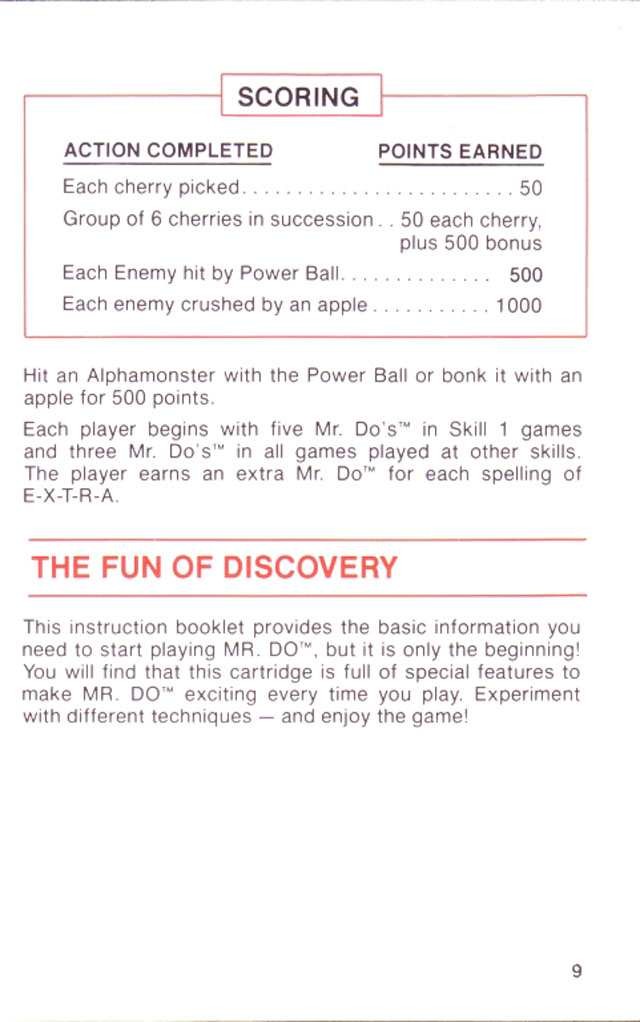 SCORING
ACTION COMPLETED POINTS EARNED
Each cherry picked. . . . . . . . . . . . . . . . . . . . . . . . . 50
Group of 6 cherries in succession . . 50 each cherry,
plus 500 bonus
Each Enemy hit by Power Ball. . . . . . . . . . . . . . 500
Each enemy crushed by an apple . . . . . . . . . . . 1000
Hit an Alphamonster with the Power Ball or bonk it with an
apple for 500 points.
Each player begins with five Mr. Do's™ in Skill 1 games
and three Mr. Do's™ in all games played at other skills.
The player earns an extra Mr. Do™ for each spelling of
E-X-T-R-A.
THE FUN OF DISCOVERY
This instruction booklet provides the basic information you
need to start playing MR. DO™, but it is only the beginning!
You will find that this cartridge is full of special features to
make MR. DO™ exciting every time you play. Experiment
with different techniques — and enjoy the game!
9